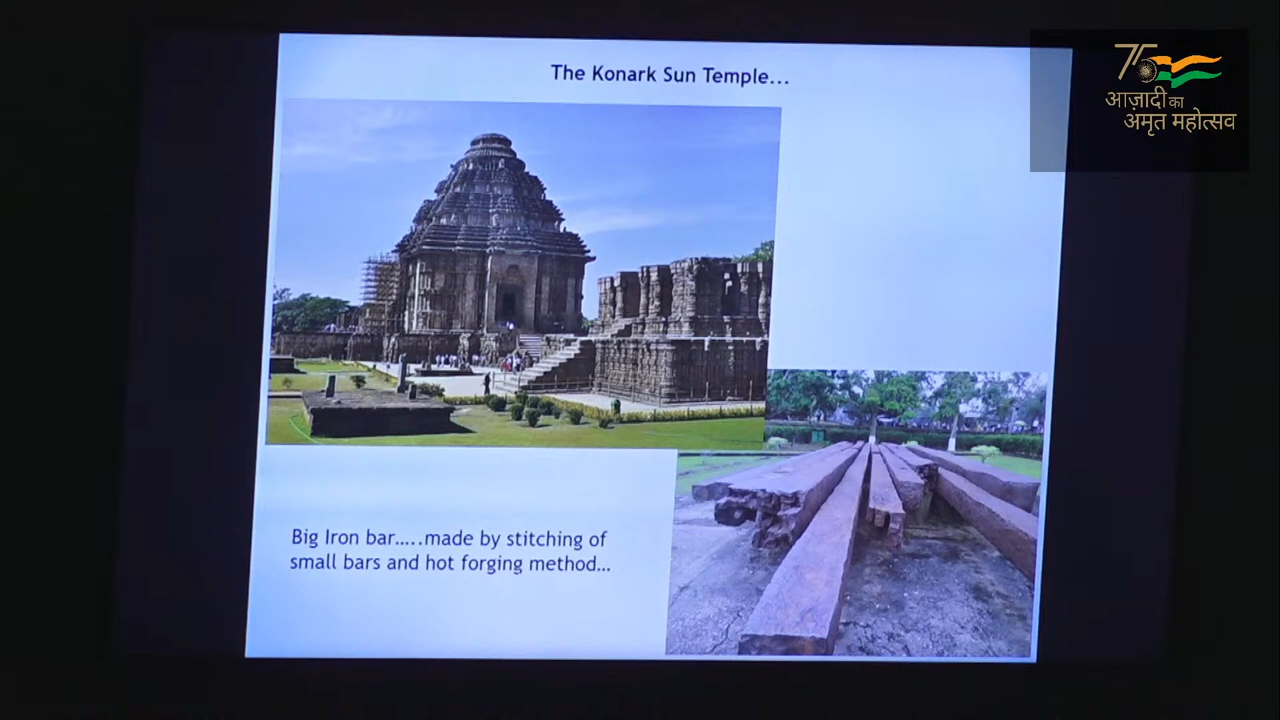 The Konark Sun Temple...
75
आज़ादी का
अमृत महोत्सव
Big Iron bar.....made by stitching of
small bars and hot forging method...